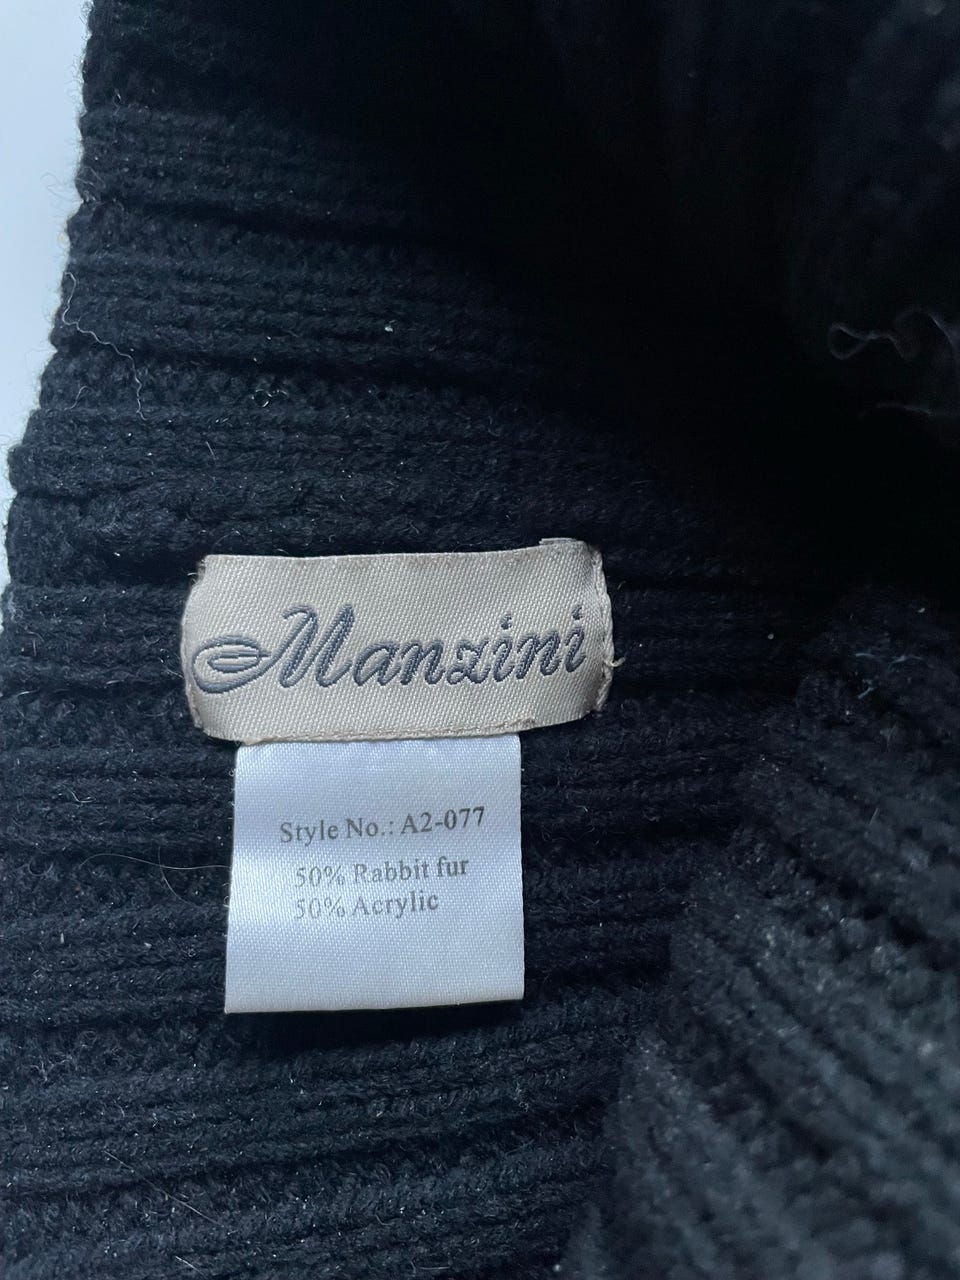 Manzini
Style No.: A2-077
50% Rabbit fur
50% Acrylic